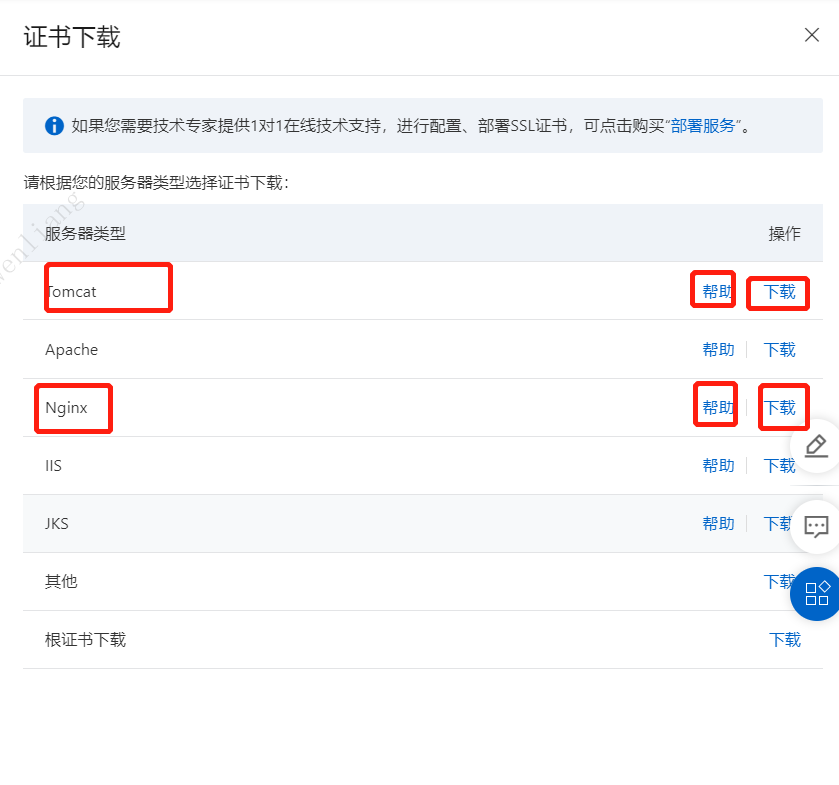 证书下载
如果您需要技术专家提供1对1在线技术支持，进行配置、部署SSL证书，可点击购买“部署服务”。
请根据您的服务器类型选择证书下载：
服务器类型 操作
Tomcat 帮助 下载
Apache 帮助 下载
Nginx 帮助 下载
IIS 帮助 下载
JKS 帮助 下载
其他 下载
根证书下载 下载